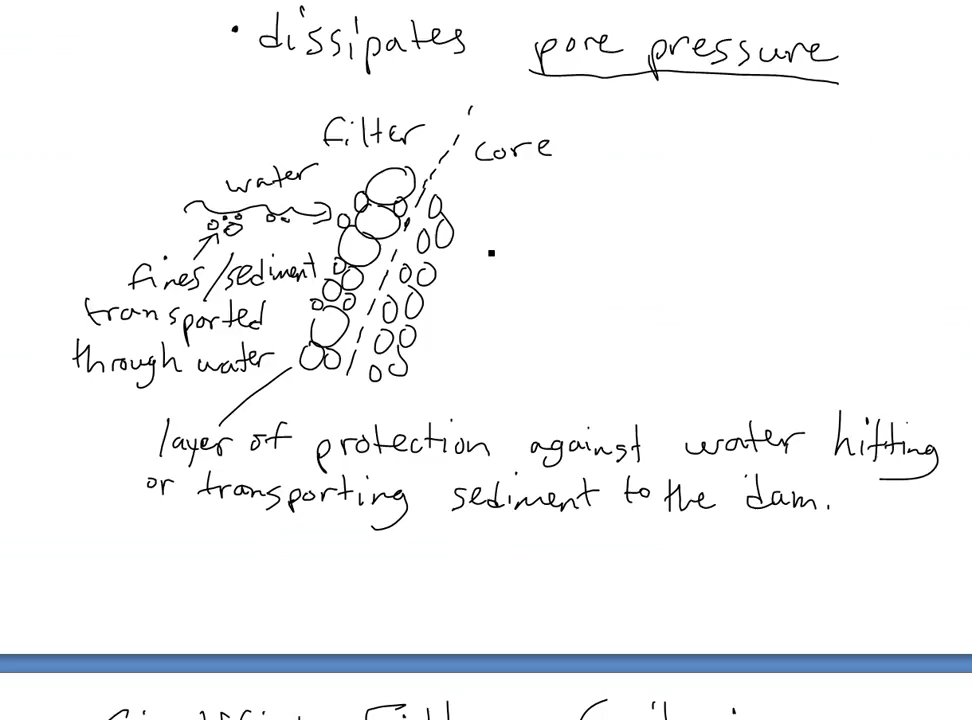 • dissipates pore pressure
filter
core
water
fines/sediment
transported
through water
layer of protection against water hitting
or transporting sediment to the dam.